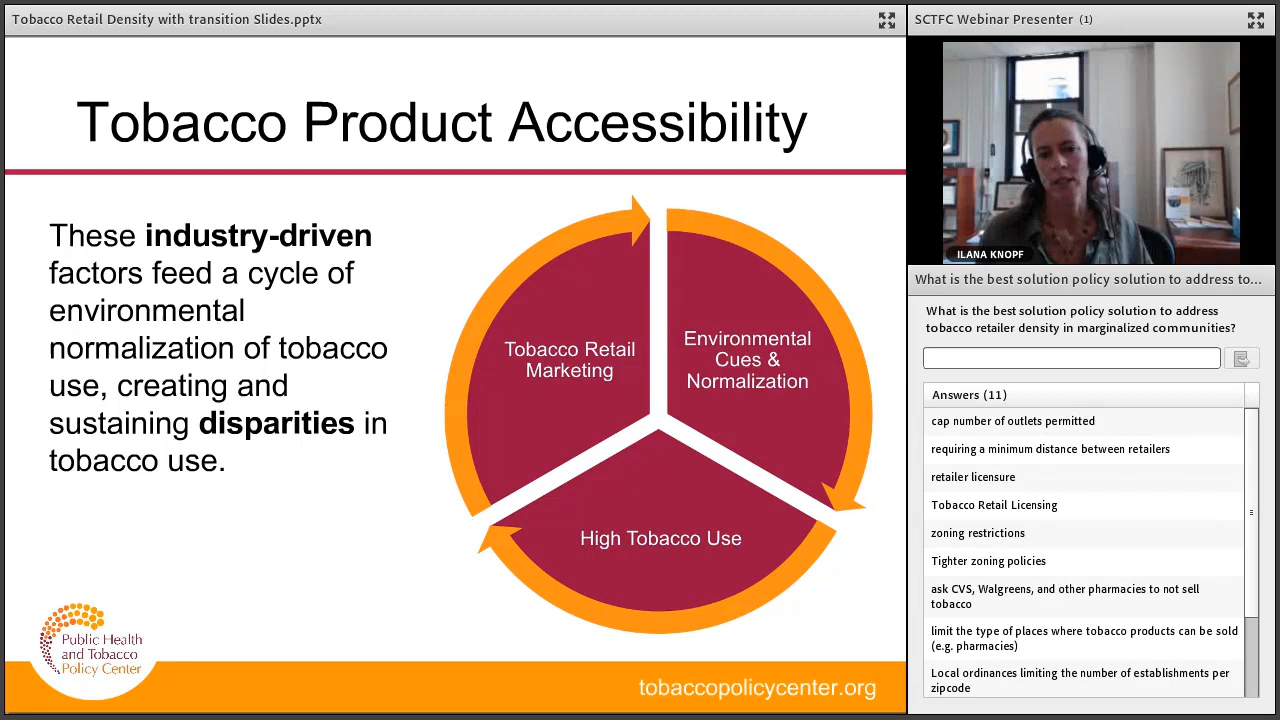 Tobacco Retail Density with transition Slides.pptx
Tobacco Product Accessibility
These industry-driven
factors feed a cycle of
environmental
normalization of tobacco
use, creating and
sustaining disparities in
tobacco use.
Tobacco Retail
Marketing
Environmental
Cues &
Normalization
High Tobacco Use
Public Health
and Tobacco
Policy Center
tobaccopolicycenter.org
SCTFC Webinar Presenter (1)
ILANA KNOPF
What is the best solution policy solution to address to...
What is the best solution policy solution to address
tobacco retailer density in marginalized communities?
Answers (11)
cap number of outlets permitted
requiring a minimum distance between retailers
retailer licensure
Tobacco Retail Licensing
zoning restrictions
Tighter zoning policies
ask CVS, Walgreens, and other pharmacies to not sell
tobacco
limit the type of places where tobacco products can be sold
(e.g. pharmacies)
Local ordinances limiting the number of establishments per
zipcode